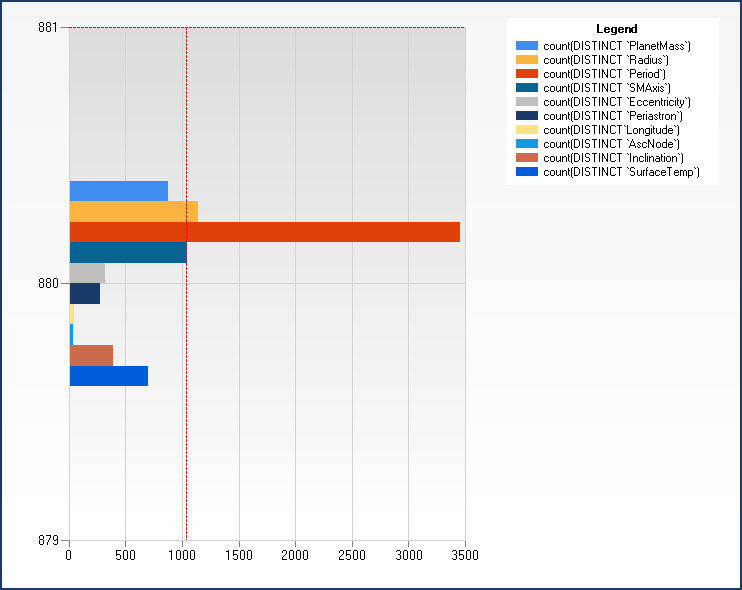 881
880
879
0 500 1000 1500 2000 2500 3000 3500
Legend
count(DISTINCT `PlanetMass`)
count(DISTINCT `Radius`)
count(DISTINCT `Period`)
count(DISTINCT `SMAxis`)
count(DISTINCT `Eccentricity`)
count(DISTINCT `Periastron`)
count(DISTINCT`Longitude`)
count(DISTINCT `AscNode`)
count(DISTINCT `Inclination`)
count(DISTINCT `SurfaceTemp`)